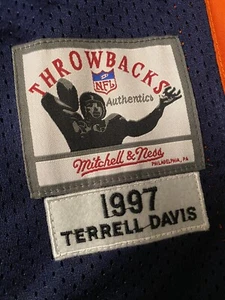 THROWBACKS
NFL
Authentics
Mitchell & Ness
PHILADELPHIA, PA
1997
TERRELL DAVIS